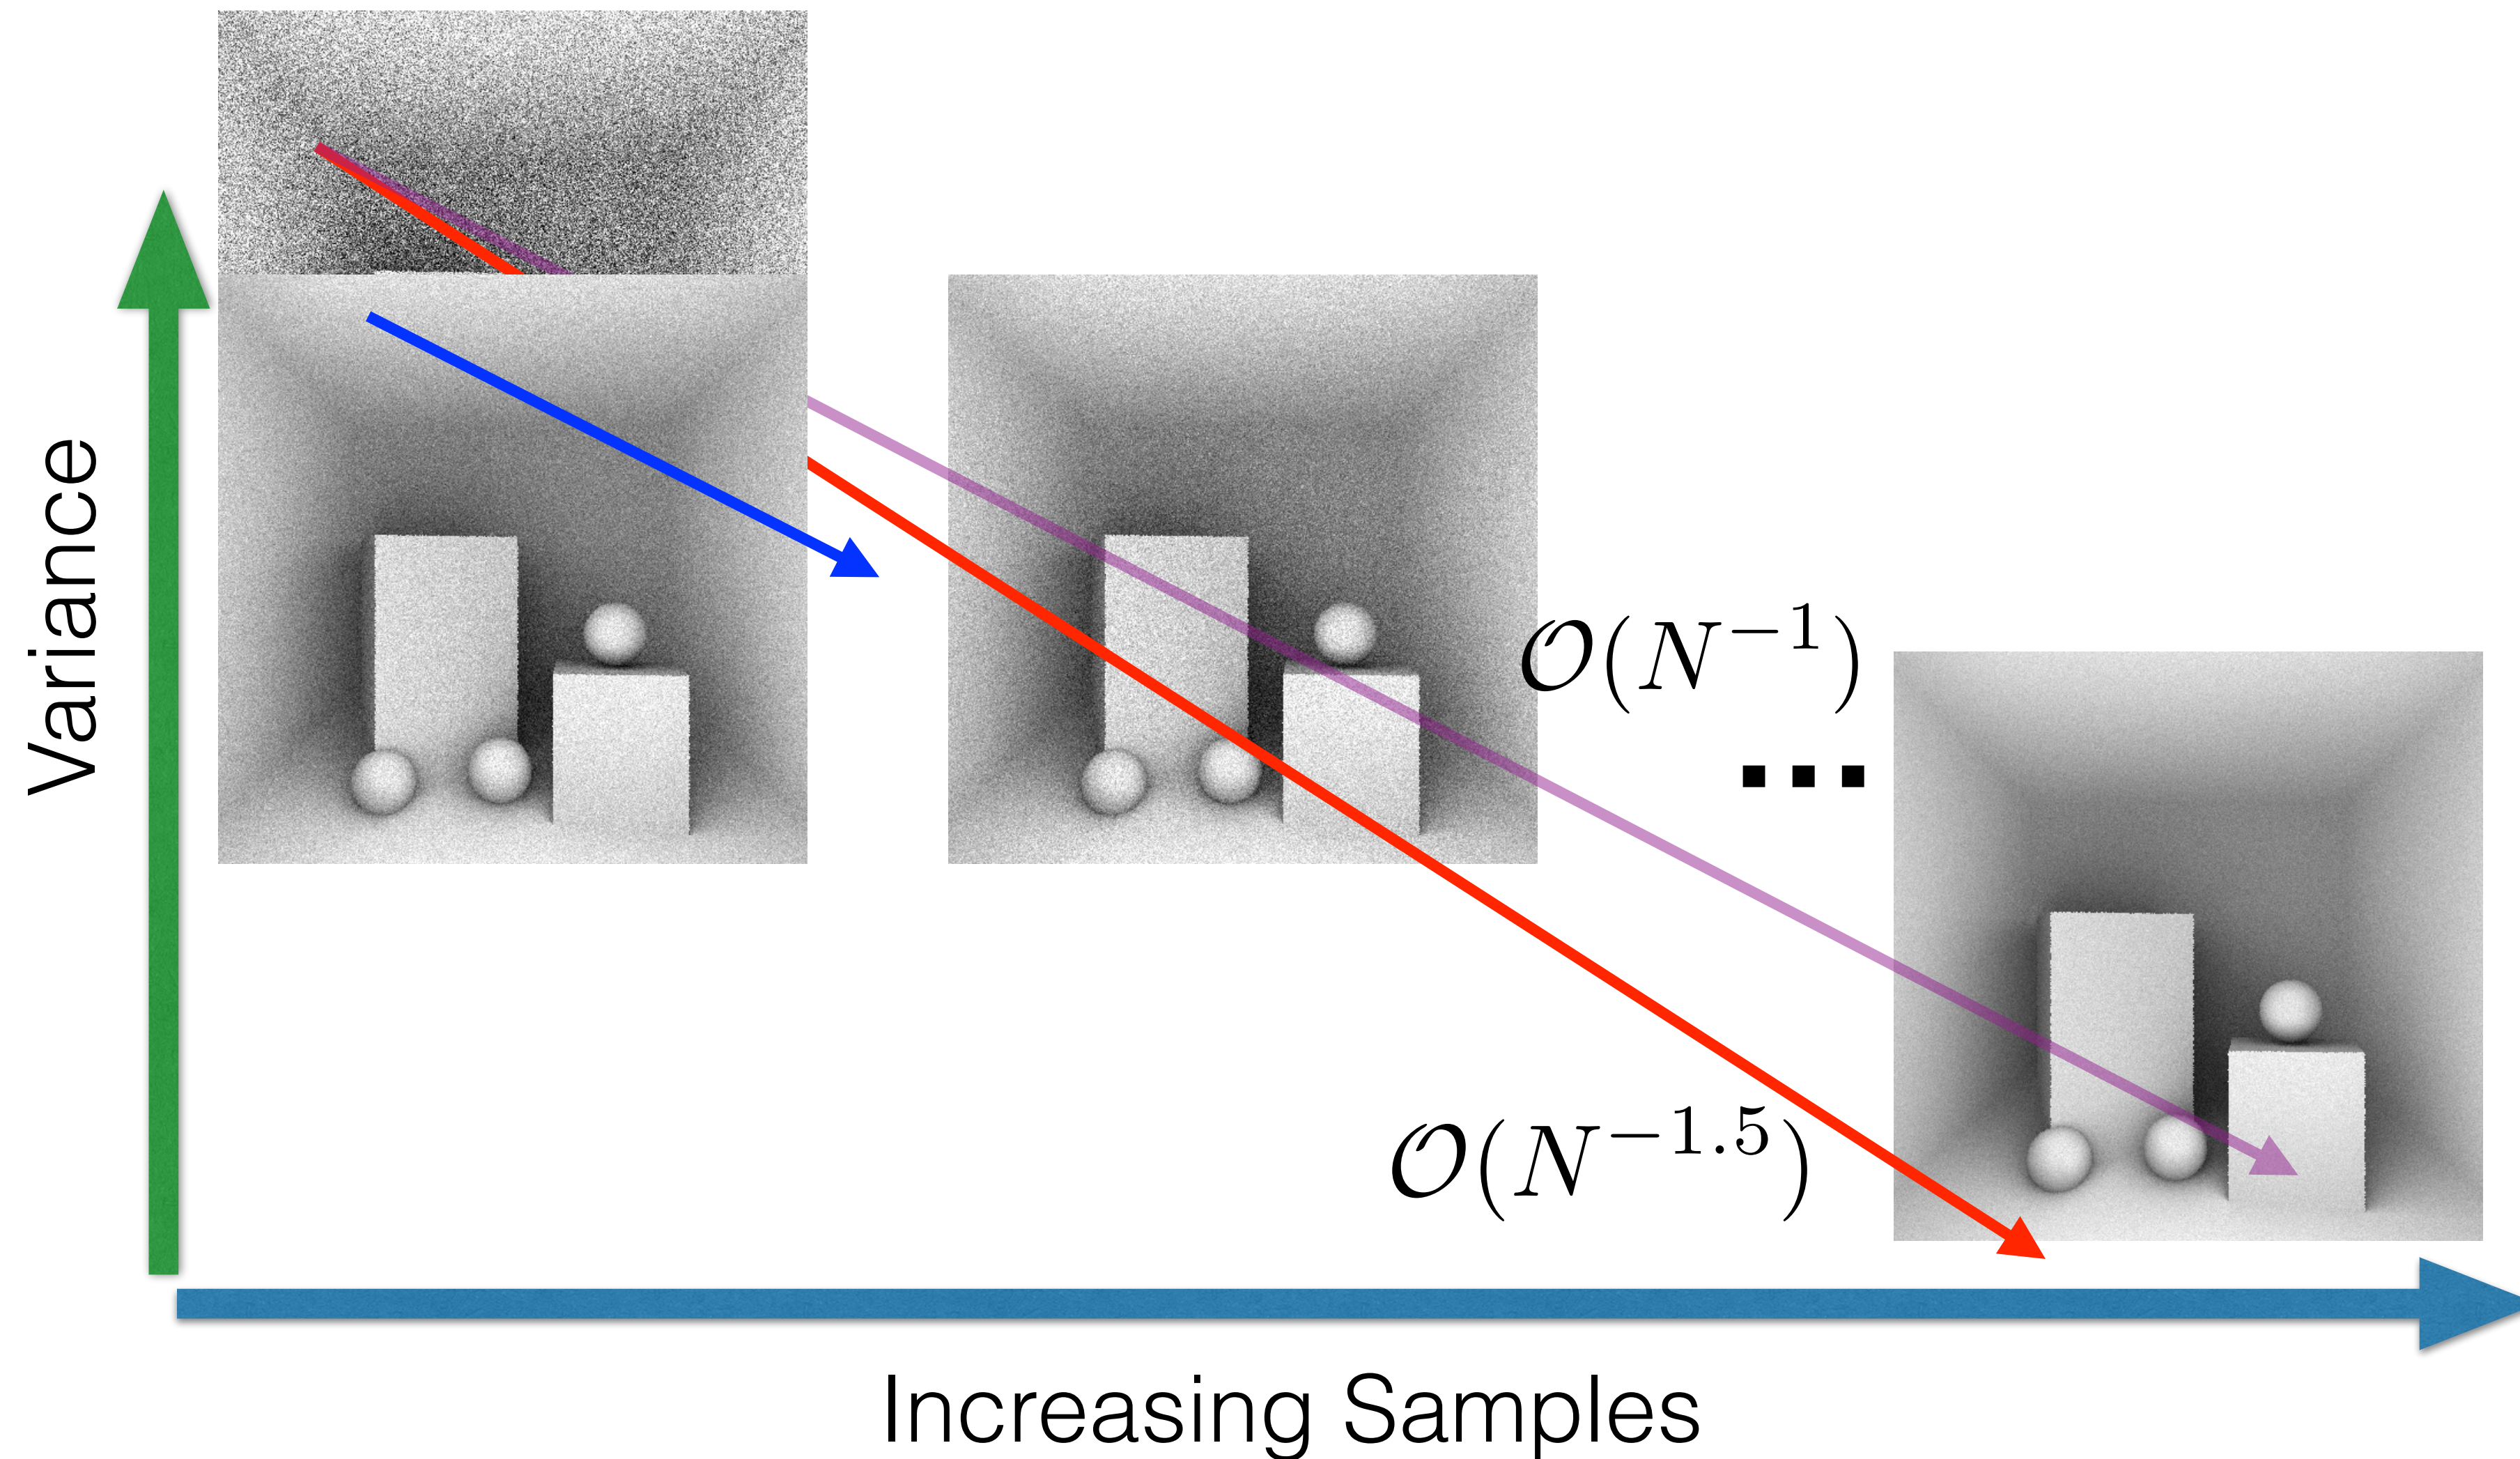 Variance
𝒪(N⁻¹)
...
𝒪(N⁻¹·⁵)
Increasing Samples